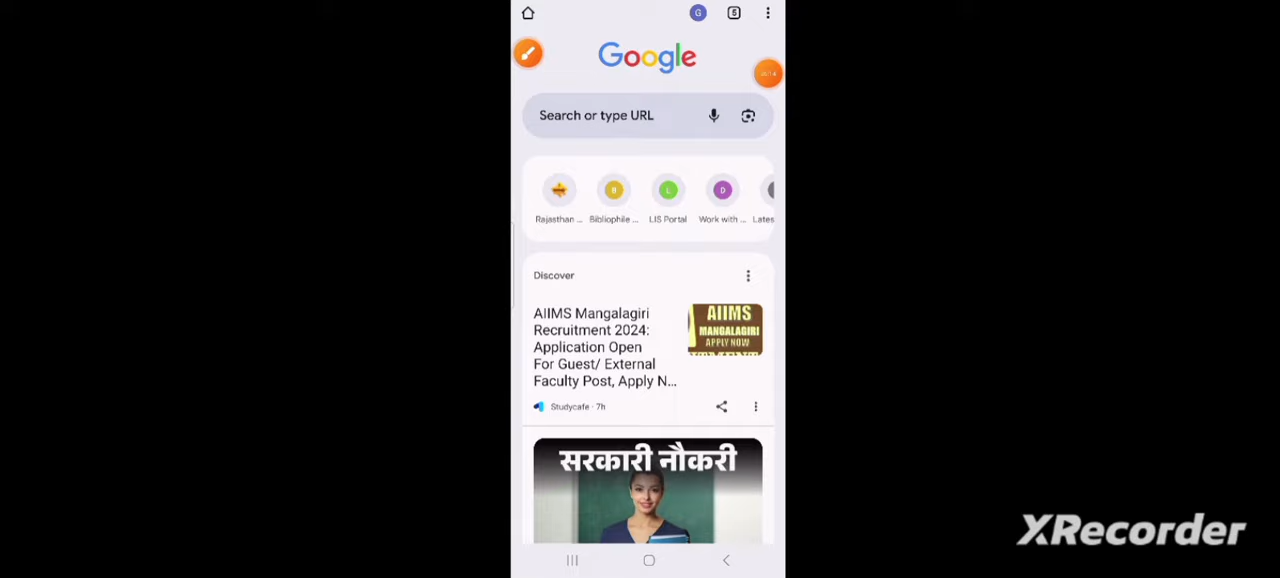 G
5
Google
Search or type URL
Rajasthan ...
B
Bibliophile ...
L
LIS Portal
D
Work with ...
Lates
Discover
AIIMS Mangalagiri
Recruitment 2024:
Application Open
For Guest/ External
Faculty Post, Apply N...
AIIMS
MANGALAGIRI
APPLY NOW
Studycafe · 7h
सरकारी नौकरी
XRecorder